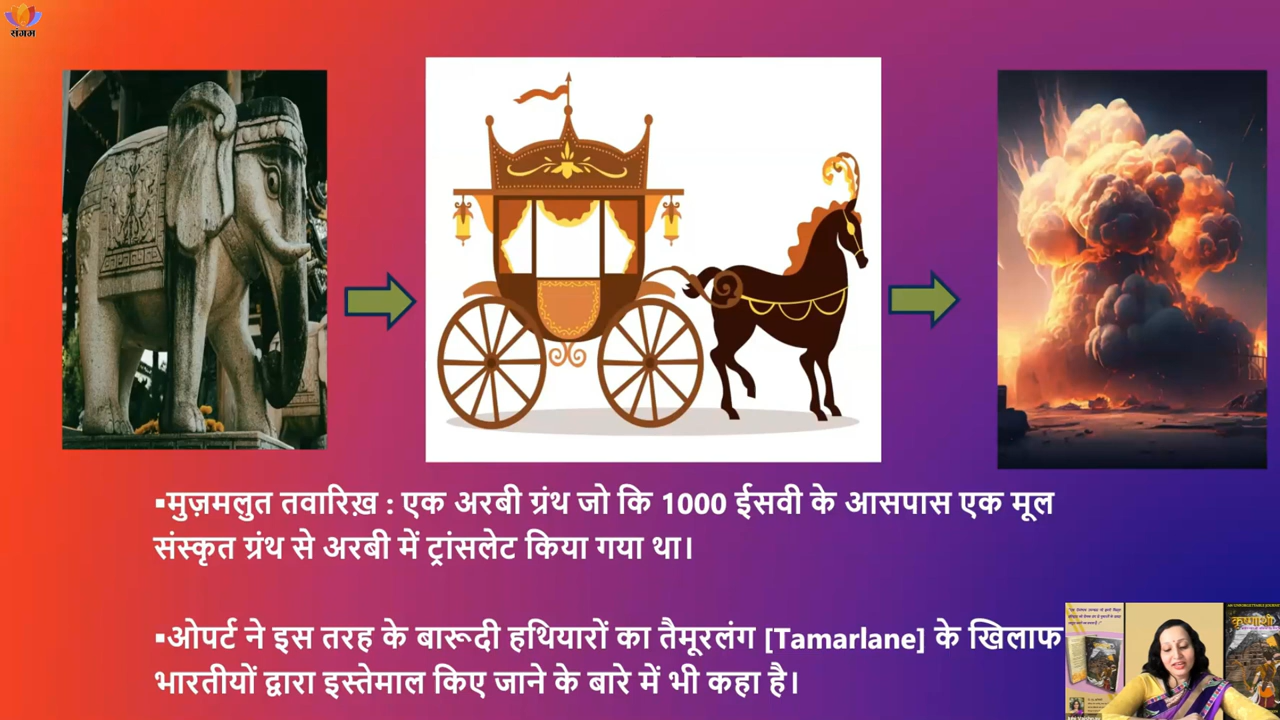 संगम
▪मुज़मलुत तवारिख़ : एक अरबी ग्रंथ जो कि 1000 ईसवी के आसपास एक मूल
संस्कृत ग्रंथ से अरबी में ट्रांसलेट किया गया था।
▪ओपर्ट ने इस तरह के बारूदी हथियारों का तैमूरलंग [Tamarlane] के खिलाफ
भारतीयों द्वारा इस्तेमाल किए जाने के बारे में भी कहा है।